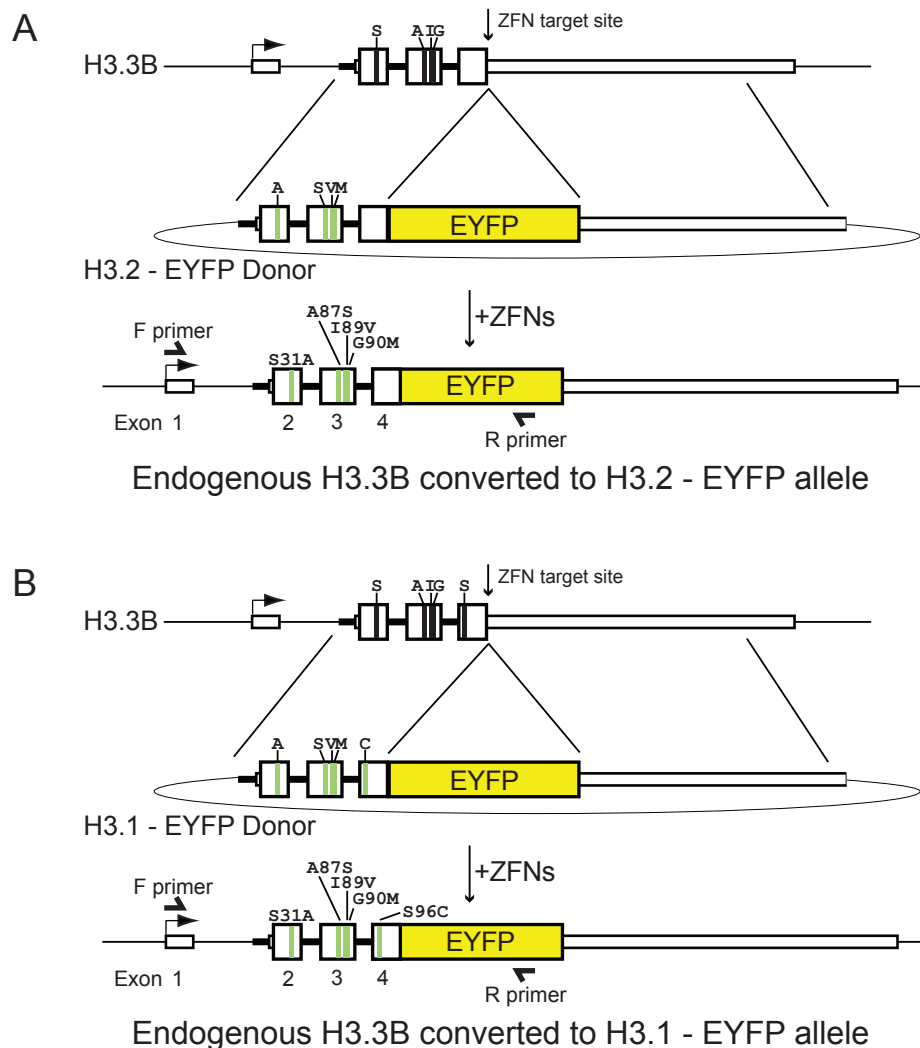 A
S
AIG
ZFN target site
H3.3B
A
SVM
EYFP
H3.2 - EYFP Donor
+ZFNs
A87S
I89V
G90M
F primer
S31A
EYFP
Exon 1
2
3
4
R primer
Endogenous H3.3B converted to H3.2 - EYFP allele
B
S
AIG
S
ZFN target site
H3.3B
A
SVM
C
EYFP
H3.1 - EYFP Donor
+ZFNs
A87S
I89V
G90M
F primer
S31A
S96C
EYFP
Exon 1
2
3
4
R primer
Endogenous H3.3B converted to H3.1 - EYFP allele